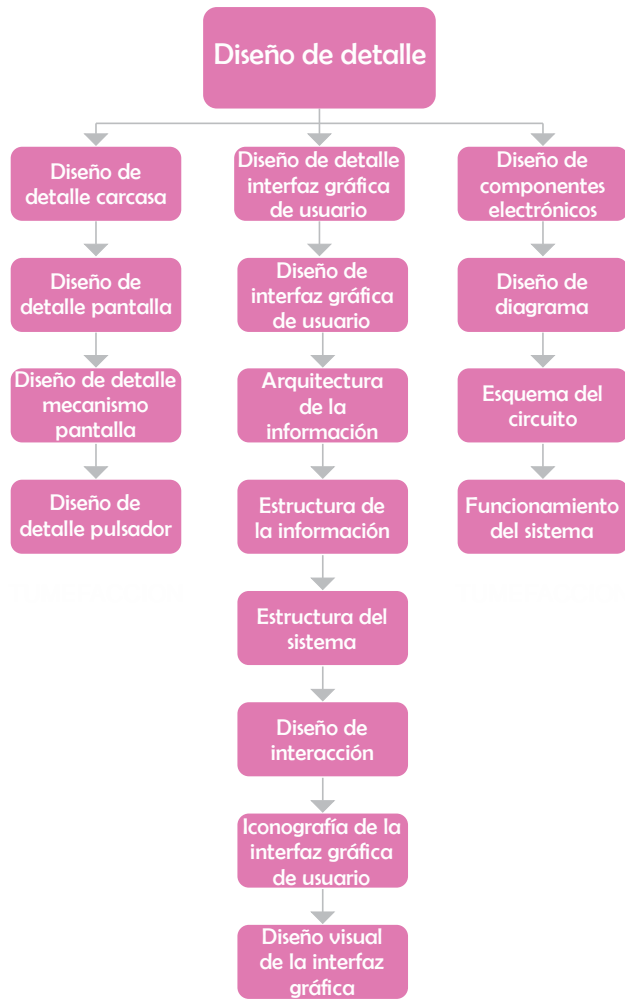 Diseño de detalle
Diseño de
detalle carcasa
Diseño de
detalle pantalla
Diseño de detalle
mecanismo
pantalla
Diseño de
detalle pulsador
Diseño de detalle
interfaz gráfica
de usuario
Diseño de
interfaz gráfica
de usuario
Arquitectura
de la
información
Estructura de
la información
Estructura del
sistema
Diseño de
interacción
Iconografía de la
interfaz gráfica
de usuario
Diseño visual
de la interfaz
gráfica
Diseño de
componentes
electrónicos
Diseño de
diagrama
Esquema del
circuito
Funcionamiento
del sistema